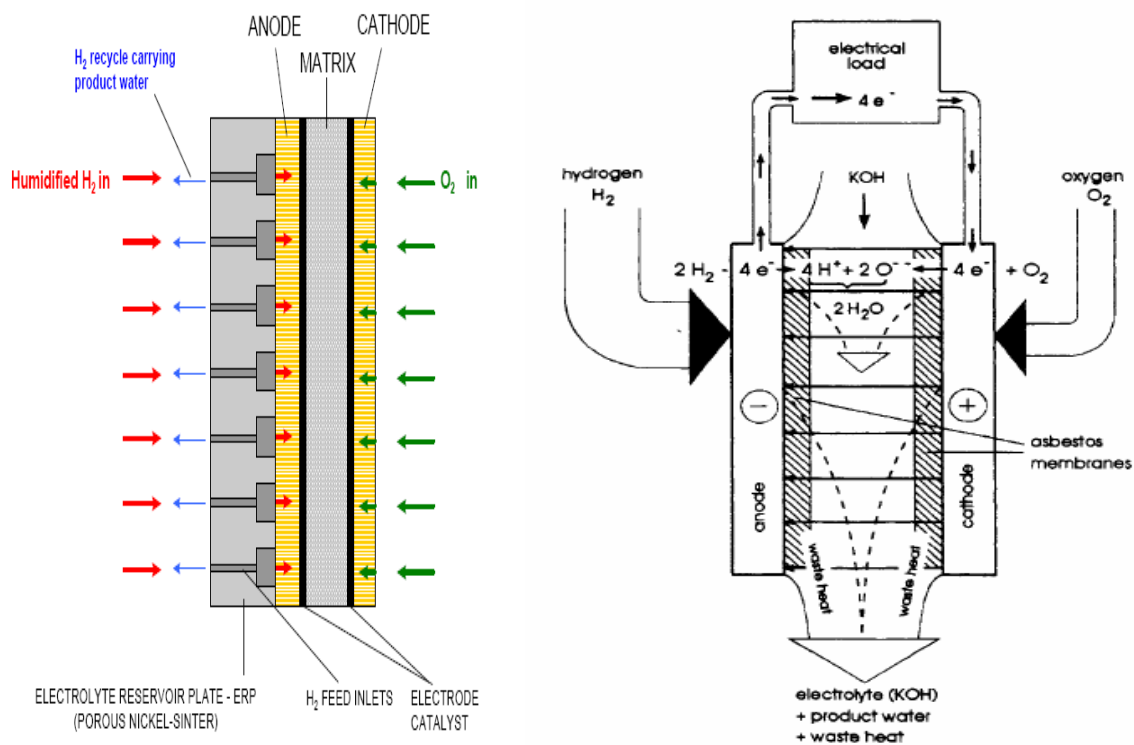 ANODE
CATHODE
H₂ recycle carrying
product water
MATRIX
Humidified H₂ in
O₂ in
ELECTROLYTE RESERVOIR PLATE - ERP
(POROUS NICKEL-SINTER)
H₂ FEED INLETS
ELECTRODE
CATALYST
electrical
load
4 e⁻
hydrogen
H₂
KOH
oxygen
O₂
2 H₂ - 4 e⁻ 4 H⁺ + 2 O⁻⁻ 4 e⁻ + O₂
2 H₂O
−
+
asbestos
membranes
anode
cathode
waste heat
waste heat
electrolyte (KOH)
+ product water
+ waste heat